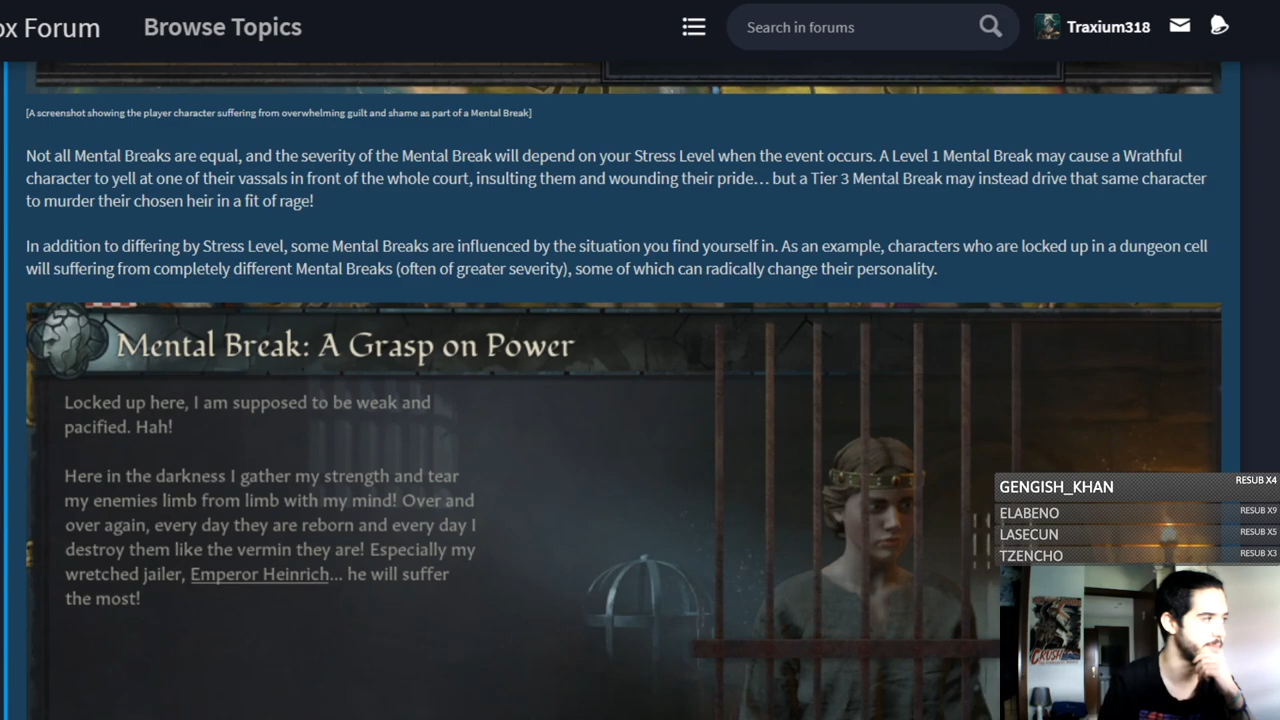 ox Forum
Browse Topics
Search in forums
Traxium318
[A screenshot showing the player character suffering from overwhelming guilt and shame as part of a Mental Break]
Not all Mental Breaks are equal, and the severity of the Mental Break will depend on your Stress Level when the event occurs. A Level 1 Mental Break may cause a Wrathful
character to yell at one of their vassals in front of the whole court, insulting them and wounding their pride… but a Tier 3 Mental Break may instead drive that same character
to murder their chosen heir in a fit of rage!
In addition to differing by Stress Level, some Mental Breaks are influenced by the situation you find yourself in. As an example, characters who are locked up in a dungeon cell
will suffering from completely different Mental Breaks (often of greater severity), some of which can radically change their personality.
Mental Break: A Grasp on Power
Locked up here, I am supposed to be weak and
pacified. Hah!
Here in the darkness I gather my strength and tear
my enemies limb from limb with my mind! Over and
over again, every day they are reborn and every day I
destroy them like the vermin they are! Especially my
wretched jailer, Emperor Heinrich... he will suffer
the most!
GENGISH_KHAN RESUB X4
ELABENO RESUB X9
LASECUN RESUB X5
TZENCHO RESUB X3
CRUSH